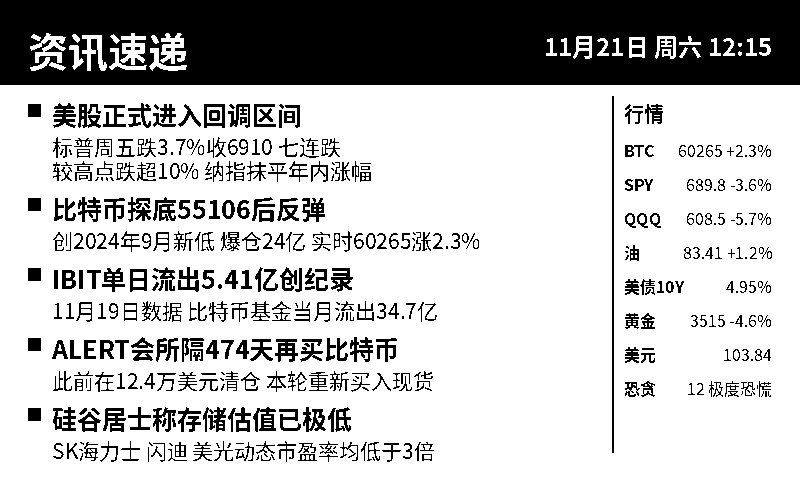 资讯速递
11月21日 周六 12:15
美股正式进入回调区间
标普周五跌3.7%收6910 七连跌
较高点跌超10% 纳指抹平年内涨幅
比特币探底55106后反弹
创2024年9月新低 爆仓24亿 实时60265涨2.3%
IBIT单日流出5.41亿创纪录
11月19日数据 比特币基金当月流出34.7亿
ALERT会所隔474天再买比特币
此前在12.4万美元清仓 本轮重新买入现货
硅谷居士称存储估值已极低
SK海力士 闪迪 美光动态市盈率均低于3倍
行情
BTC 60265 +2.3%
SPY 689.8 -3.6%
QQQ 608.5 -5.7%
油 83.41 +1.2%
美债10Y 4.95%
黄金 3515 -4.6%
美元 103.84
恐贪 12 极度恐慌